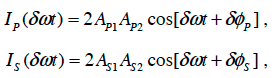 I_P(δωt) = 2A_{P1}A_{P2} cos[δωt + δϕ_P] ,
I_S(δωt) = 2A_{S1}A_{S2} cos[δωt + δϕ_S] ,